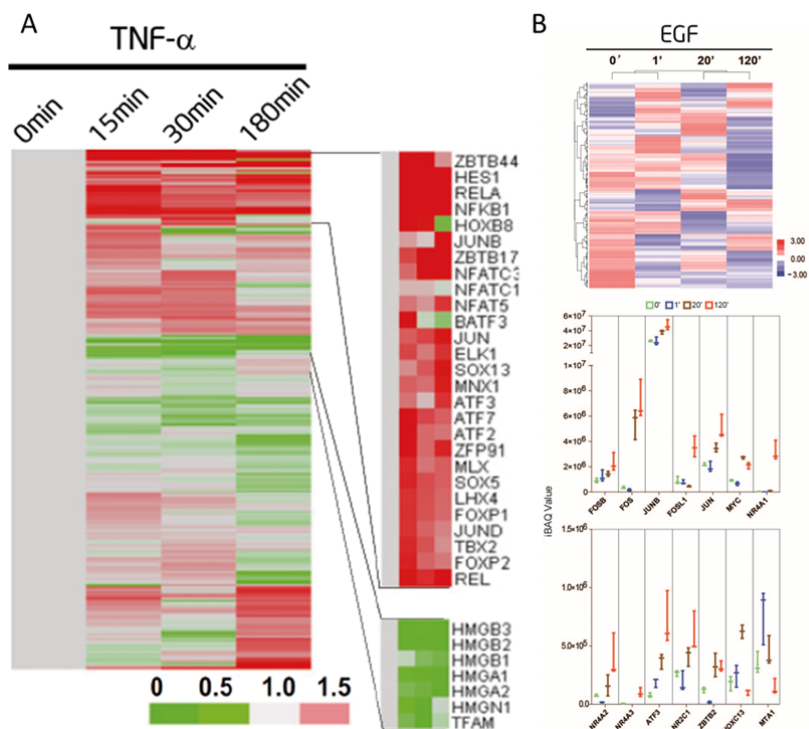 A
TNF-α
0min 15min 30min 180min
ZBTB44
HES1
RELA
NFKB1
HOXB8
JUNB
ZBTB17
NFATC3
NFATC1
NFAT5
BATF3
JUN
ELK1
SOX13
MNX1
ATF3
ATF7
ATF2
ZFP91
MLX
SOX5
LHX4
FOXP1
JUND
TBX2
FOXP2
REL
HMGB3
HMGB2
HMGB1
HMGA1
HMGA2
HMGN1
TFAM
0 0.5 1.0 1.5
B
EGF
0' 1' 20' 120'
3.00
0.00
−3.00
0' 1' 20' 120'
iBAQ Value
6×10⁷
5×10⁷
4×10⁷
3×10⁷
2×10⁷
1×10⁷
8×10⁶
6×10⁶
4×10⁶
2×10⁶
0
FOSB FOS JUNB FOSL1 JUN MYC NR4A1
1.5×10⁶
1.0×10⁶
5.0×10⁵
0.0
NR4A2 NR4A3 ATF3 NR2C1 ZBTB2 HOXC13 MTA1